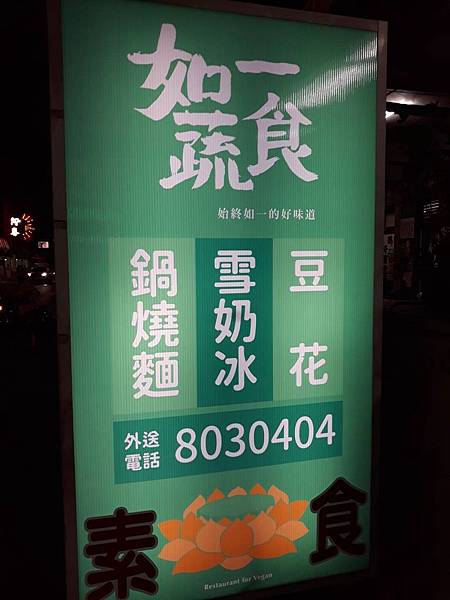 如一
蔬食
始終如一的好味道
鍋燒麵
雪奶冰
豆花
外送
電話
8030404
素食
Restaurant for Vegan